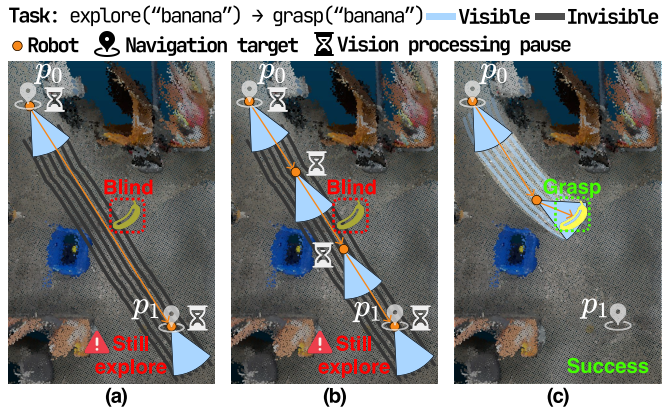 Task: explore(“banana”) → grasp(“banana”) Visible Invisible
Robot Navigation target Vision processing pause
p0 p0 p0
Blind Blind Grasp
p1 p1 p1
Still explore Still explore Success
(a) (b) (c)